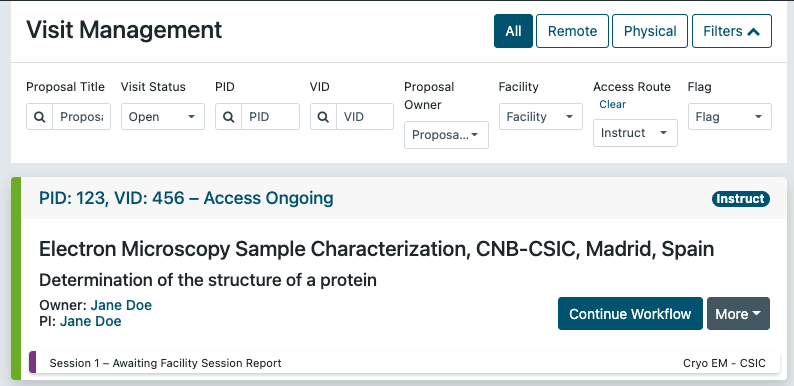 Visit Management
All
Remote
Physical
Filters
Proposal Title
Visit Status
PID
VID
Proposal Owner
Facility
Access Route
Clear
Flag
Proposa
Open
PID
VID
Proposa...
Facility
Instruct
Flag
PID: 123, VID: 456 – Access Ongoing
Instruct
Electron Microscopy Sample Characterization, CNB-CSIC, Madrid, Spain
Determination of the structure of a protein
Owner: Jane Doe
PI: Jane Doe
Continue Workflow
More
Session 1 – Awaiting Facility Session Report
Cryo EM - CSIC